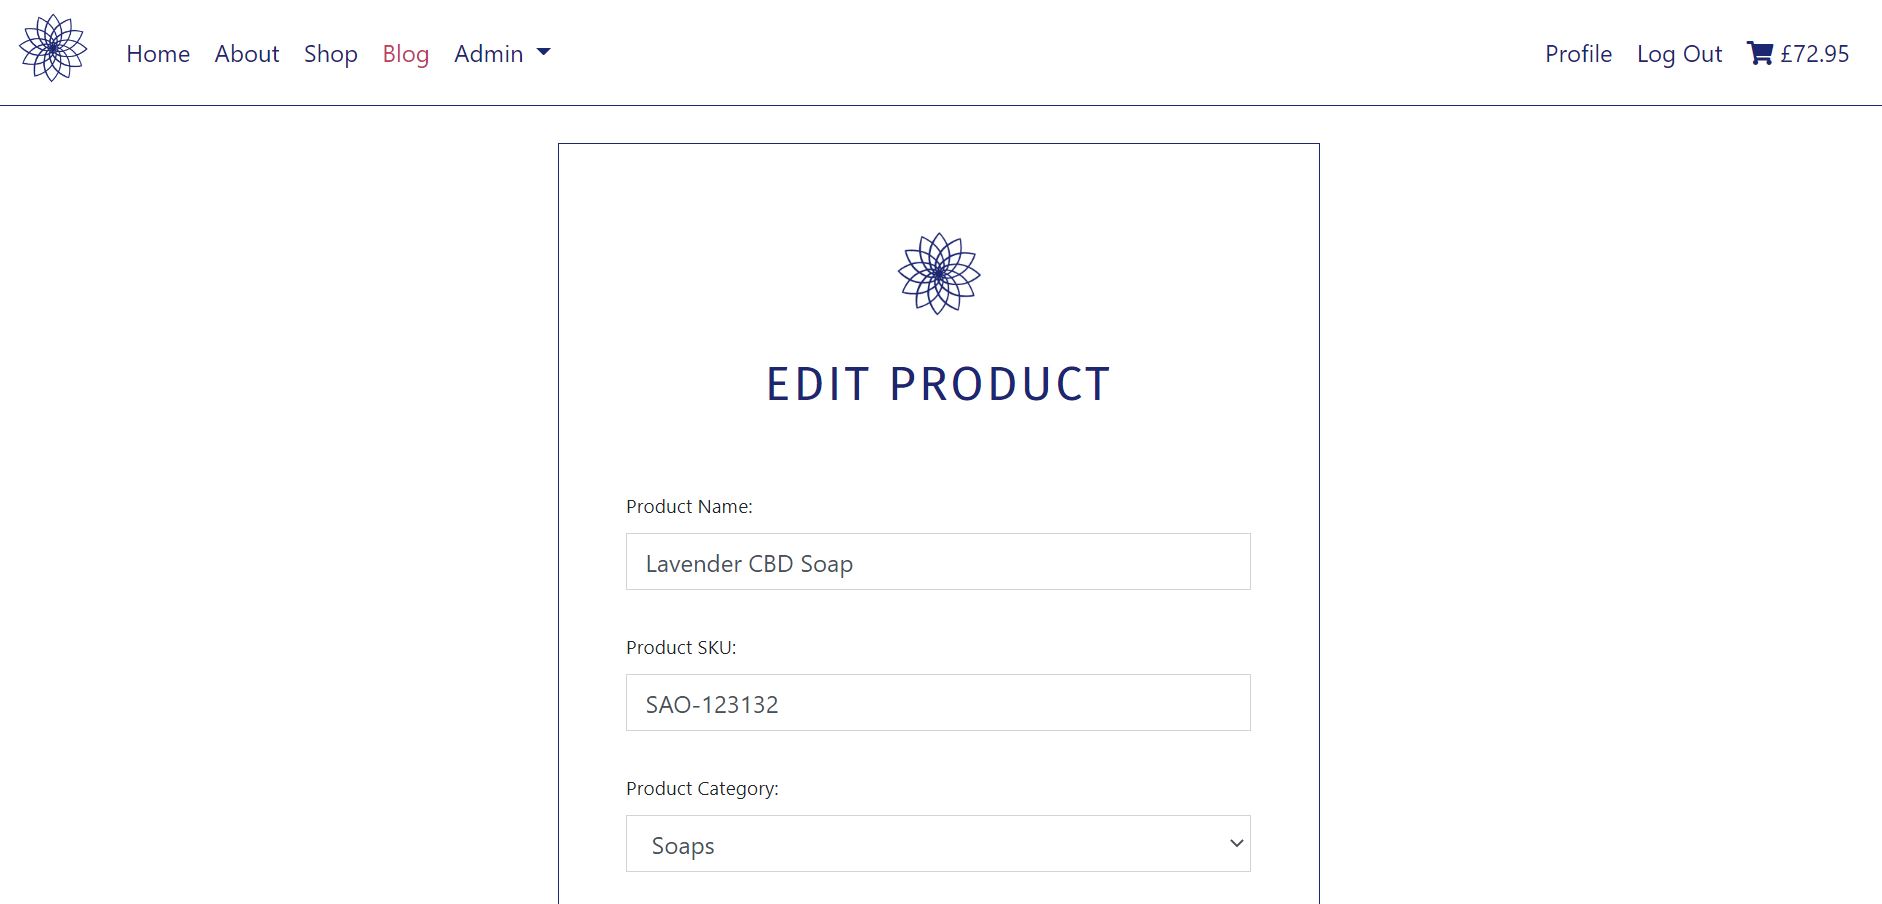 Home About Shop Blog Admin Profile Log Out £72.95
EDIT PRODUCT
Product Name:
Lavender CBD Soap
Product SKU:
SAO-123132
Product Category:
Soaps